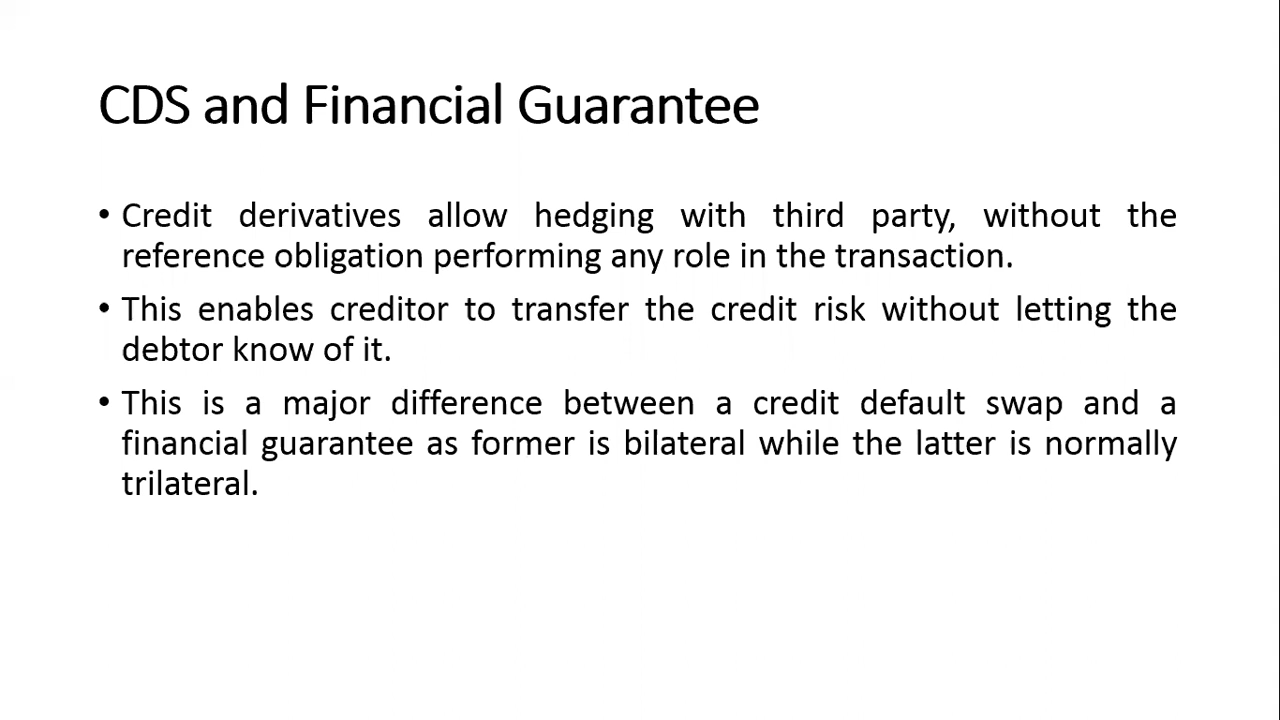 CDS and Financial Guarantee
• Credit derivatives allow hedging with third party, without the
reference obligation performing any role in the transaction.
• This enables creditor to transfer the credit risk without letting the
debtor know of it.
• This is a major difference between a credit default swap and a
financial guarantee as former is bilateral while the latter is normally
trilateral.